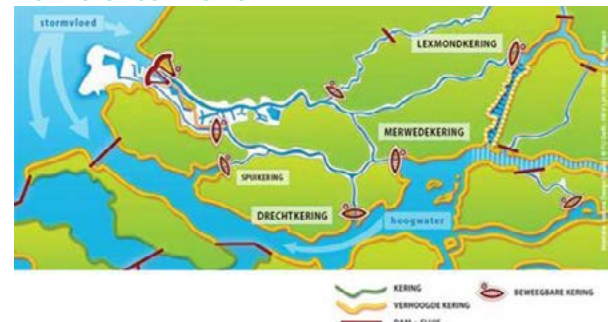 stormvloed
LEXMONDKERING
MERWEDEKERING
SPUIKERING
DRECHTKERING
hoogwater
KERING
VERHOOGDE KERING
BEWEEGBARE KERING